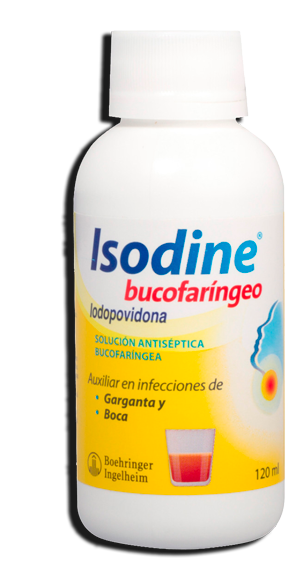 Isodine®
bucofaríngeo
Iodopovidona
SOLUCIÓN ANTISÉPTICA
BUCOFARÍNGEA
Auxiliar en infecciones de
• Garganta y
• Boca
Boehringer
Ingelheim
120 ml